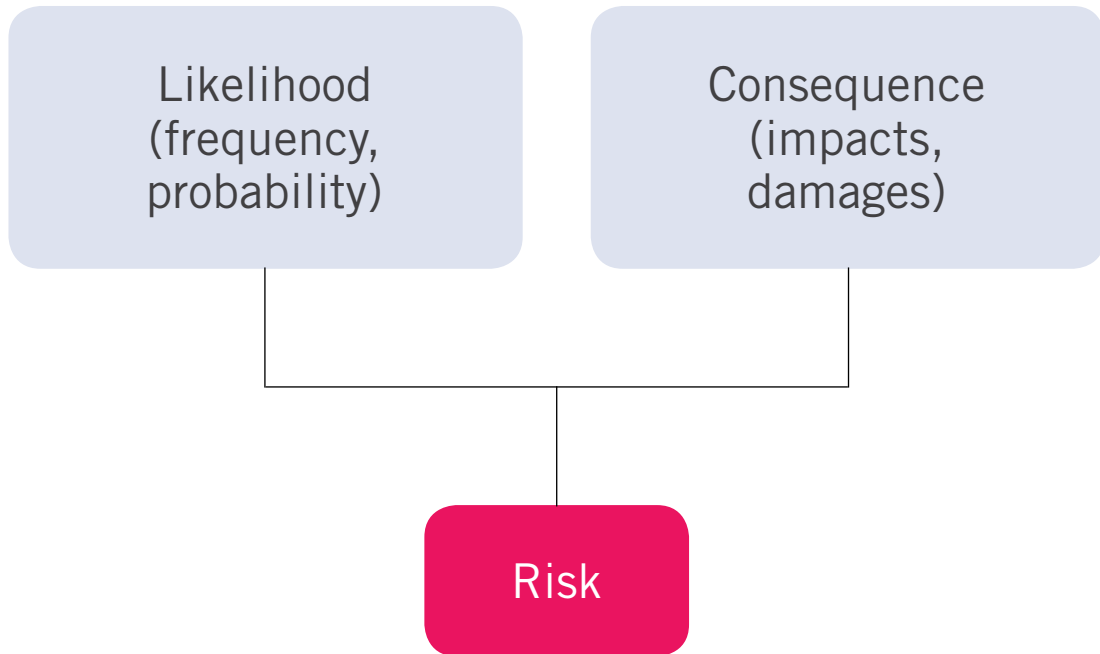 Likelihood
(frequency,
probability)
Consequence
(impacts,
damages)
Risk